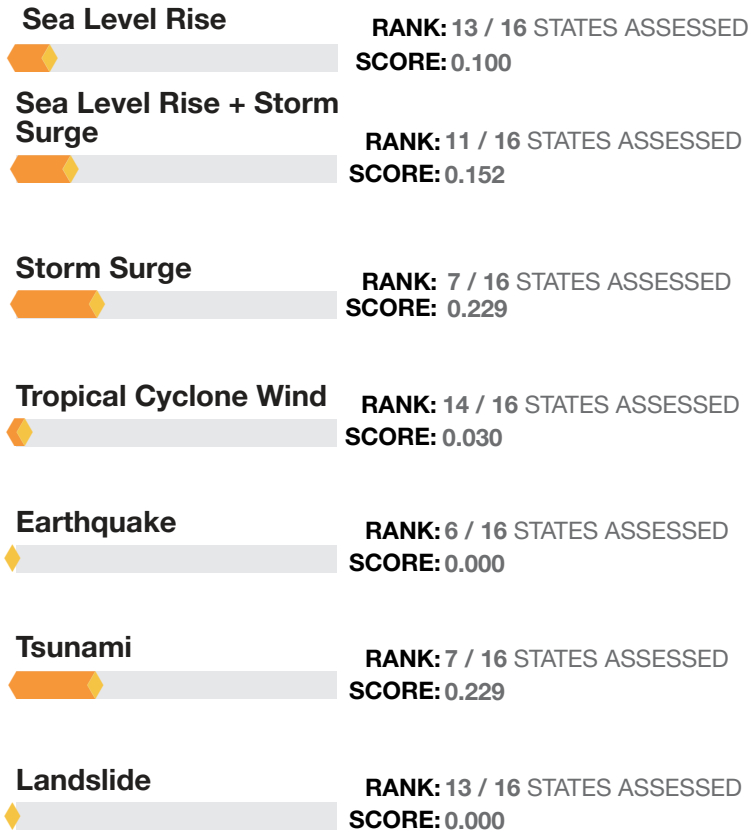 Sea Level Rise
RANK: 13 / 16 STATES ASSESSED
SCORE: 0.100
Sea Level Rise + Storm
Surge
RANK: 11 / 16 STATES ASSESSED
SCORE: 0.152
Storm Surge
RANK: 7 / 16 STATES ASSESSED
SCORE: 0.229
Tropical Cyclone Wind
RANK: 14 / 16 STATES ASSESSED
SCORE: 0.030
Earthquake
RANK: 6 / 16 STATES ASSESSED
SCORE: 0.000
Tsunami
RANK: 7 / 16 STATES ASSESSED
SCORE: 0.229
Landslide
RANK: 13 / 16 STATES ASSESSED
SCORE: 0.000